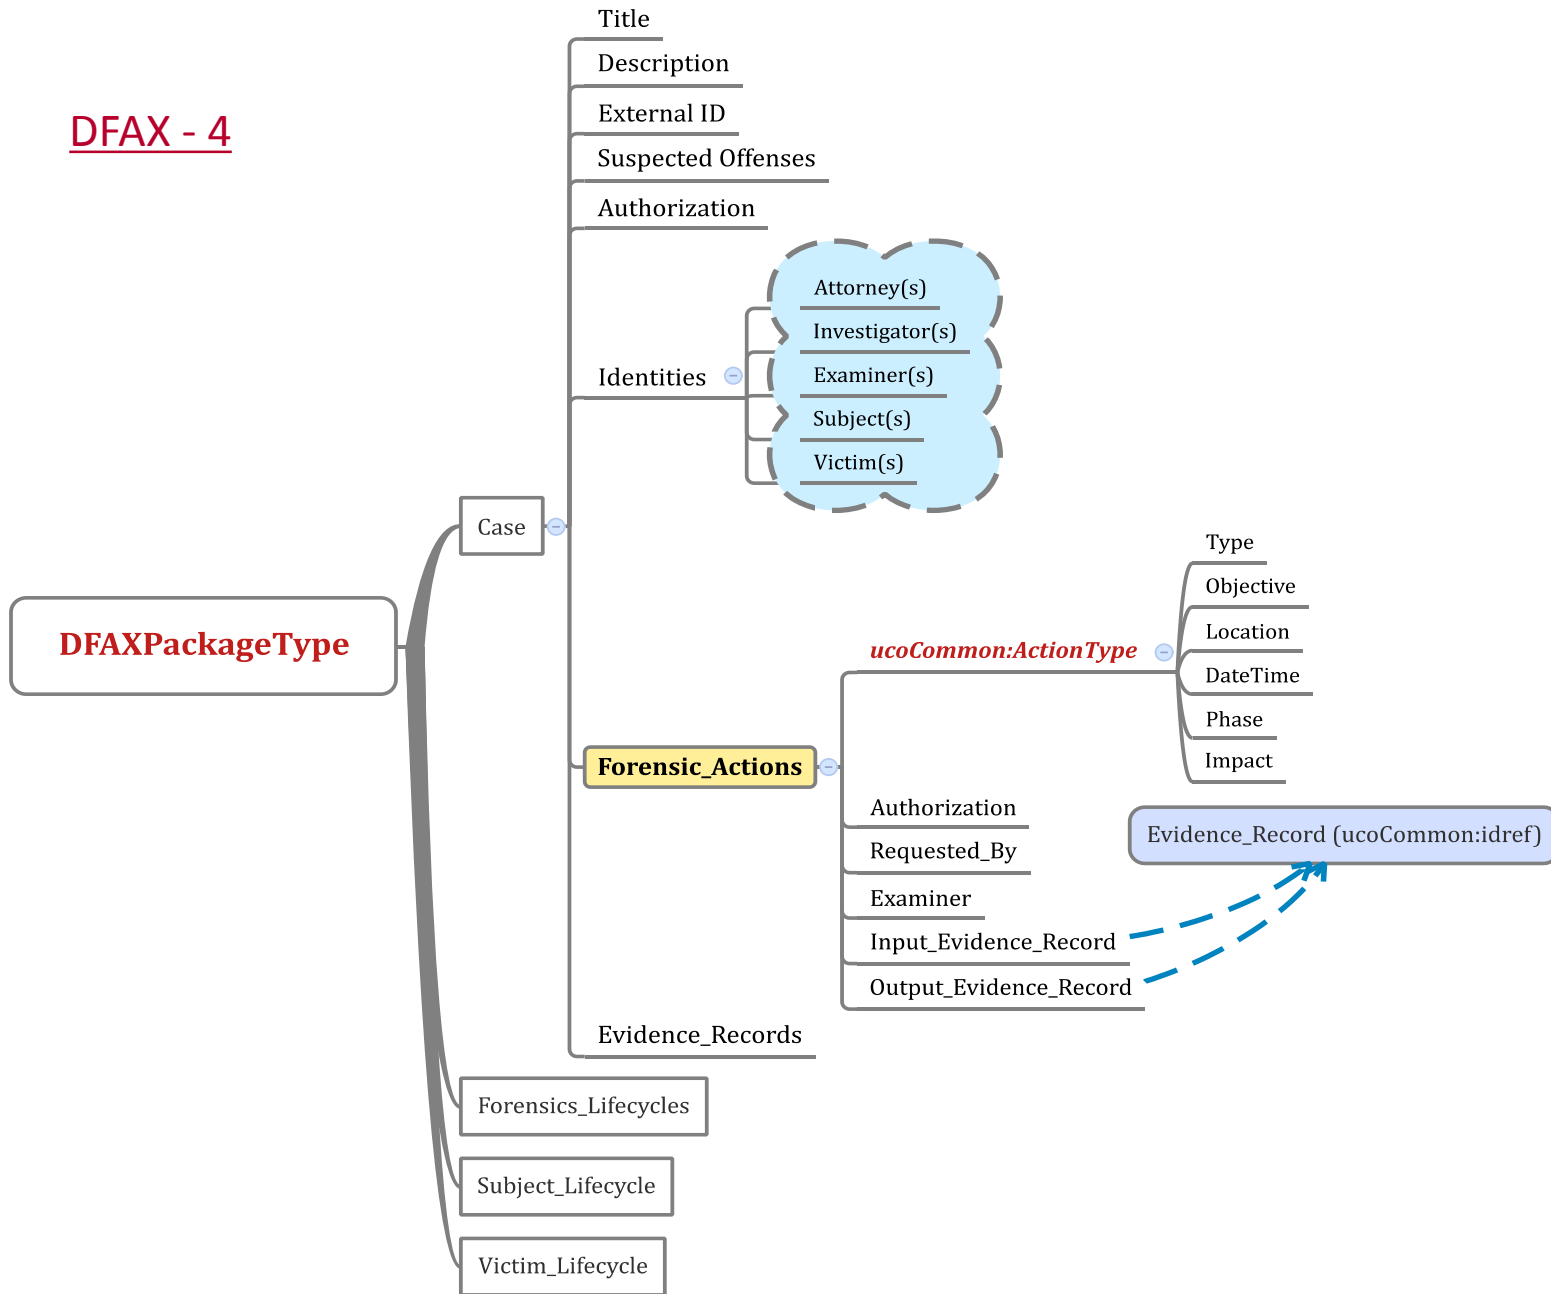 DFAX - 4
DFAXPackageType
Case
Title
Description
External ID
Suspected Offenses
Authorization
Identities
Attorney(s)
Investigator(s)
Examiner(s)
Subject(s)
Victim(s)
Forensic_Actions
ucoCommon:ActionType
Type
Objective
Location
DateTime
Phase
Impact
Authorization
Requested_By
Examiner
Input_Evidence_Record
Output_Evidence_Record
Evidence_Record (ucoCommon:idref)
Evidence_Records
Forensics_Lifecycles
Subject_Lifecycle
Victim_Lifecycle